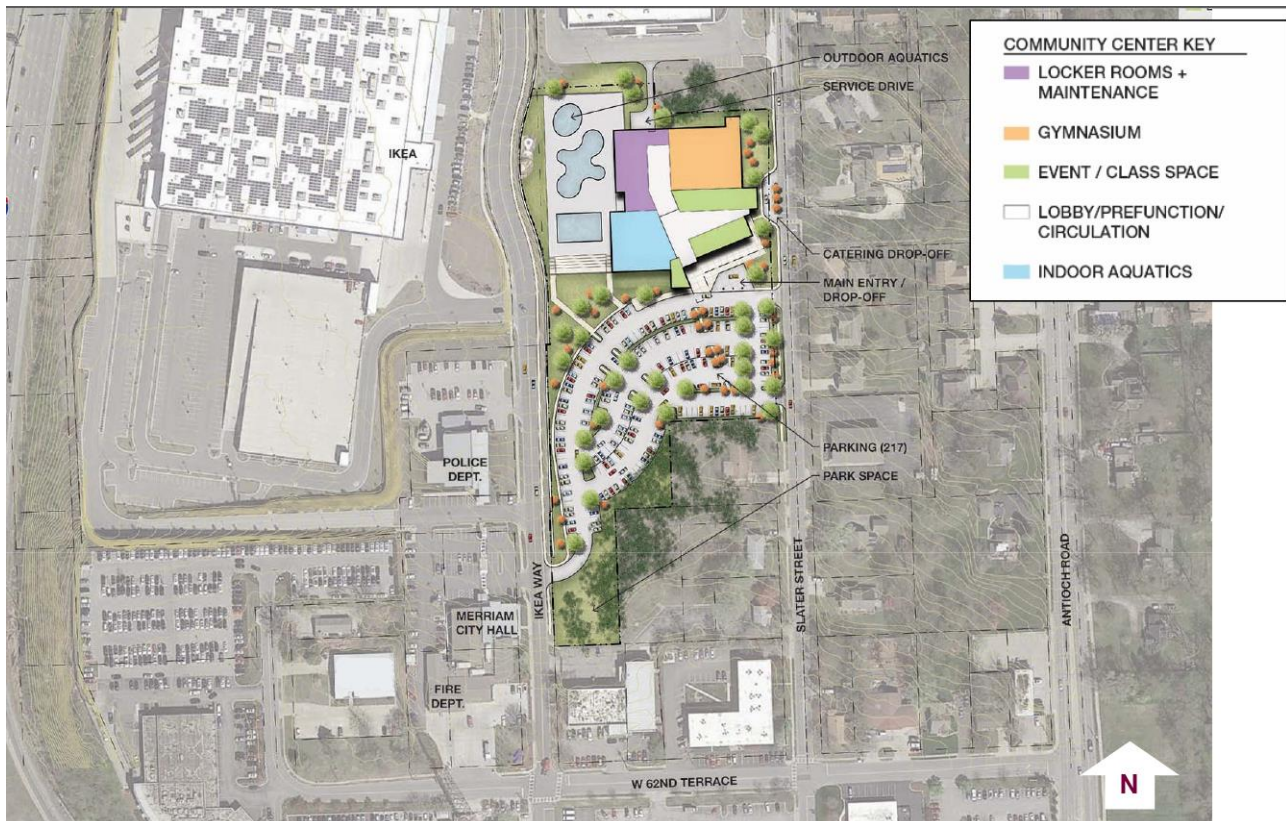 COMMUNITY CENTER KEY
LOCKER ROOMS +
MAINTENANCE
GYMNASIUM
EVENT / CLASS SPACE
LOBBY/PREFUNCTION/
CIRCULATION
INDOOR AQUATICS
OUTDOOR AQUATICS
SERVICE DRIVE
IKEA
CATERING DROP-OFF
MAIN ENTRY /
DROP-OFF
PARKING (217)
PARK SPACE
POLICE
DEPT.
IKEA WAY
MERRIAM
CITY HALL
FIRE
DEPT.
SLATER STREET
ANTIOCH ROAD
W 62ND TERRACE
N